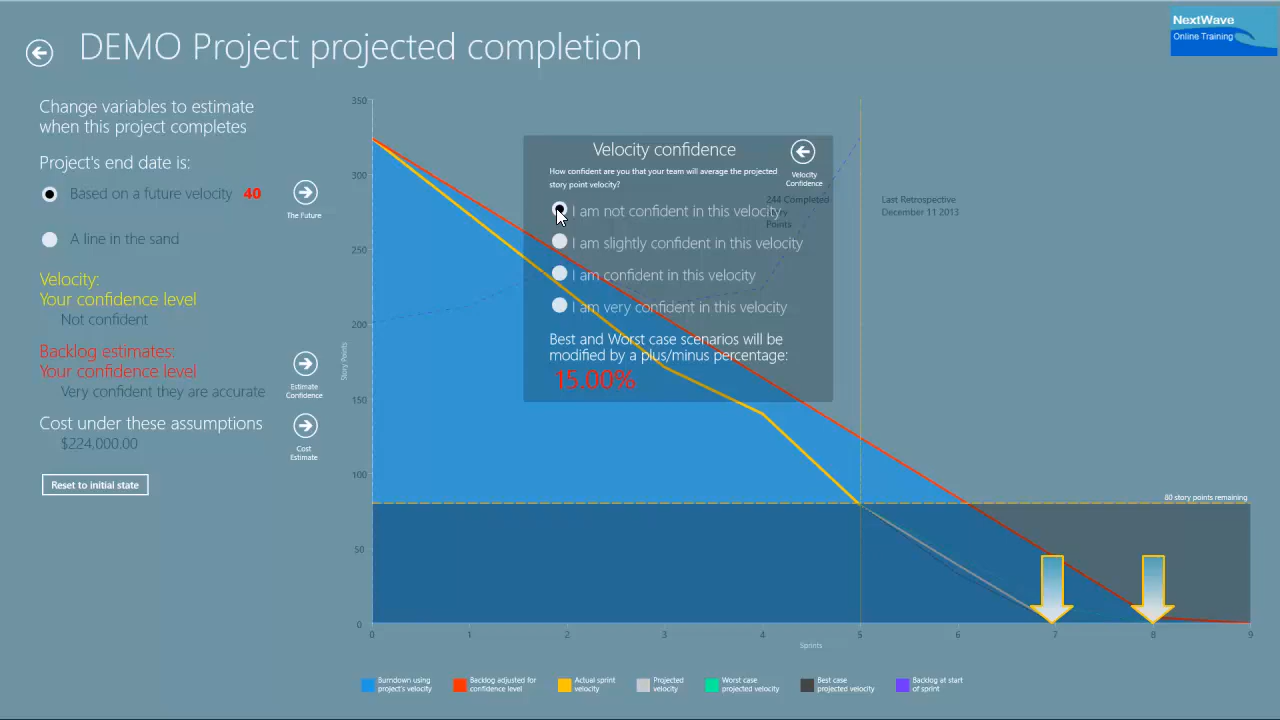 DEMO Project projected completion
NextWave
Online Training
Change variables to estimate
when this project completes
Project's end date is:
Based on a future velocity 40
The Future
A line in the sand
Velocity:
Your confidence level
Not confident
Backlog estimates:
Your confidence level
Very confident they are accurate
Estimate
Confidence
Cost under these assumptions
$224,000.00
Cost
Estimate
Reset to initial state
Velocity confidence
How confident are you that your team will average the projected
story point velocity?
Velocity
Confidence
I am not confident in this velocity
I am slightly confident in this velocity
I am confident in this velocity
I am very confident in this velocity
Best and Worst case scenarios will be
modified by a plus/minus percentage:
15.00%
244 Completed
Points
Last Retrospective
December 11 2013
80 story points remaining
350
300
250
200
150
100
50
0
Story Points
0 1 2 3 4 5 6 7 8 9
Sprints
Burndown using
project's velocity
Backlog adjusted for
confidence level
Actual sprint
velocity
Projected
velocity
Worst case
projected velocity
Best case
projected velocity
Backlog at start
of sprint